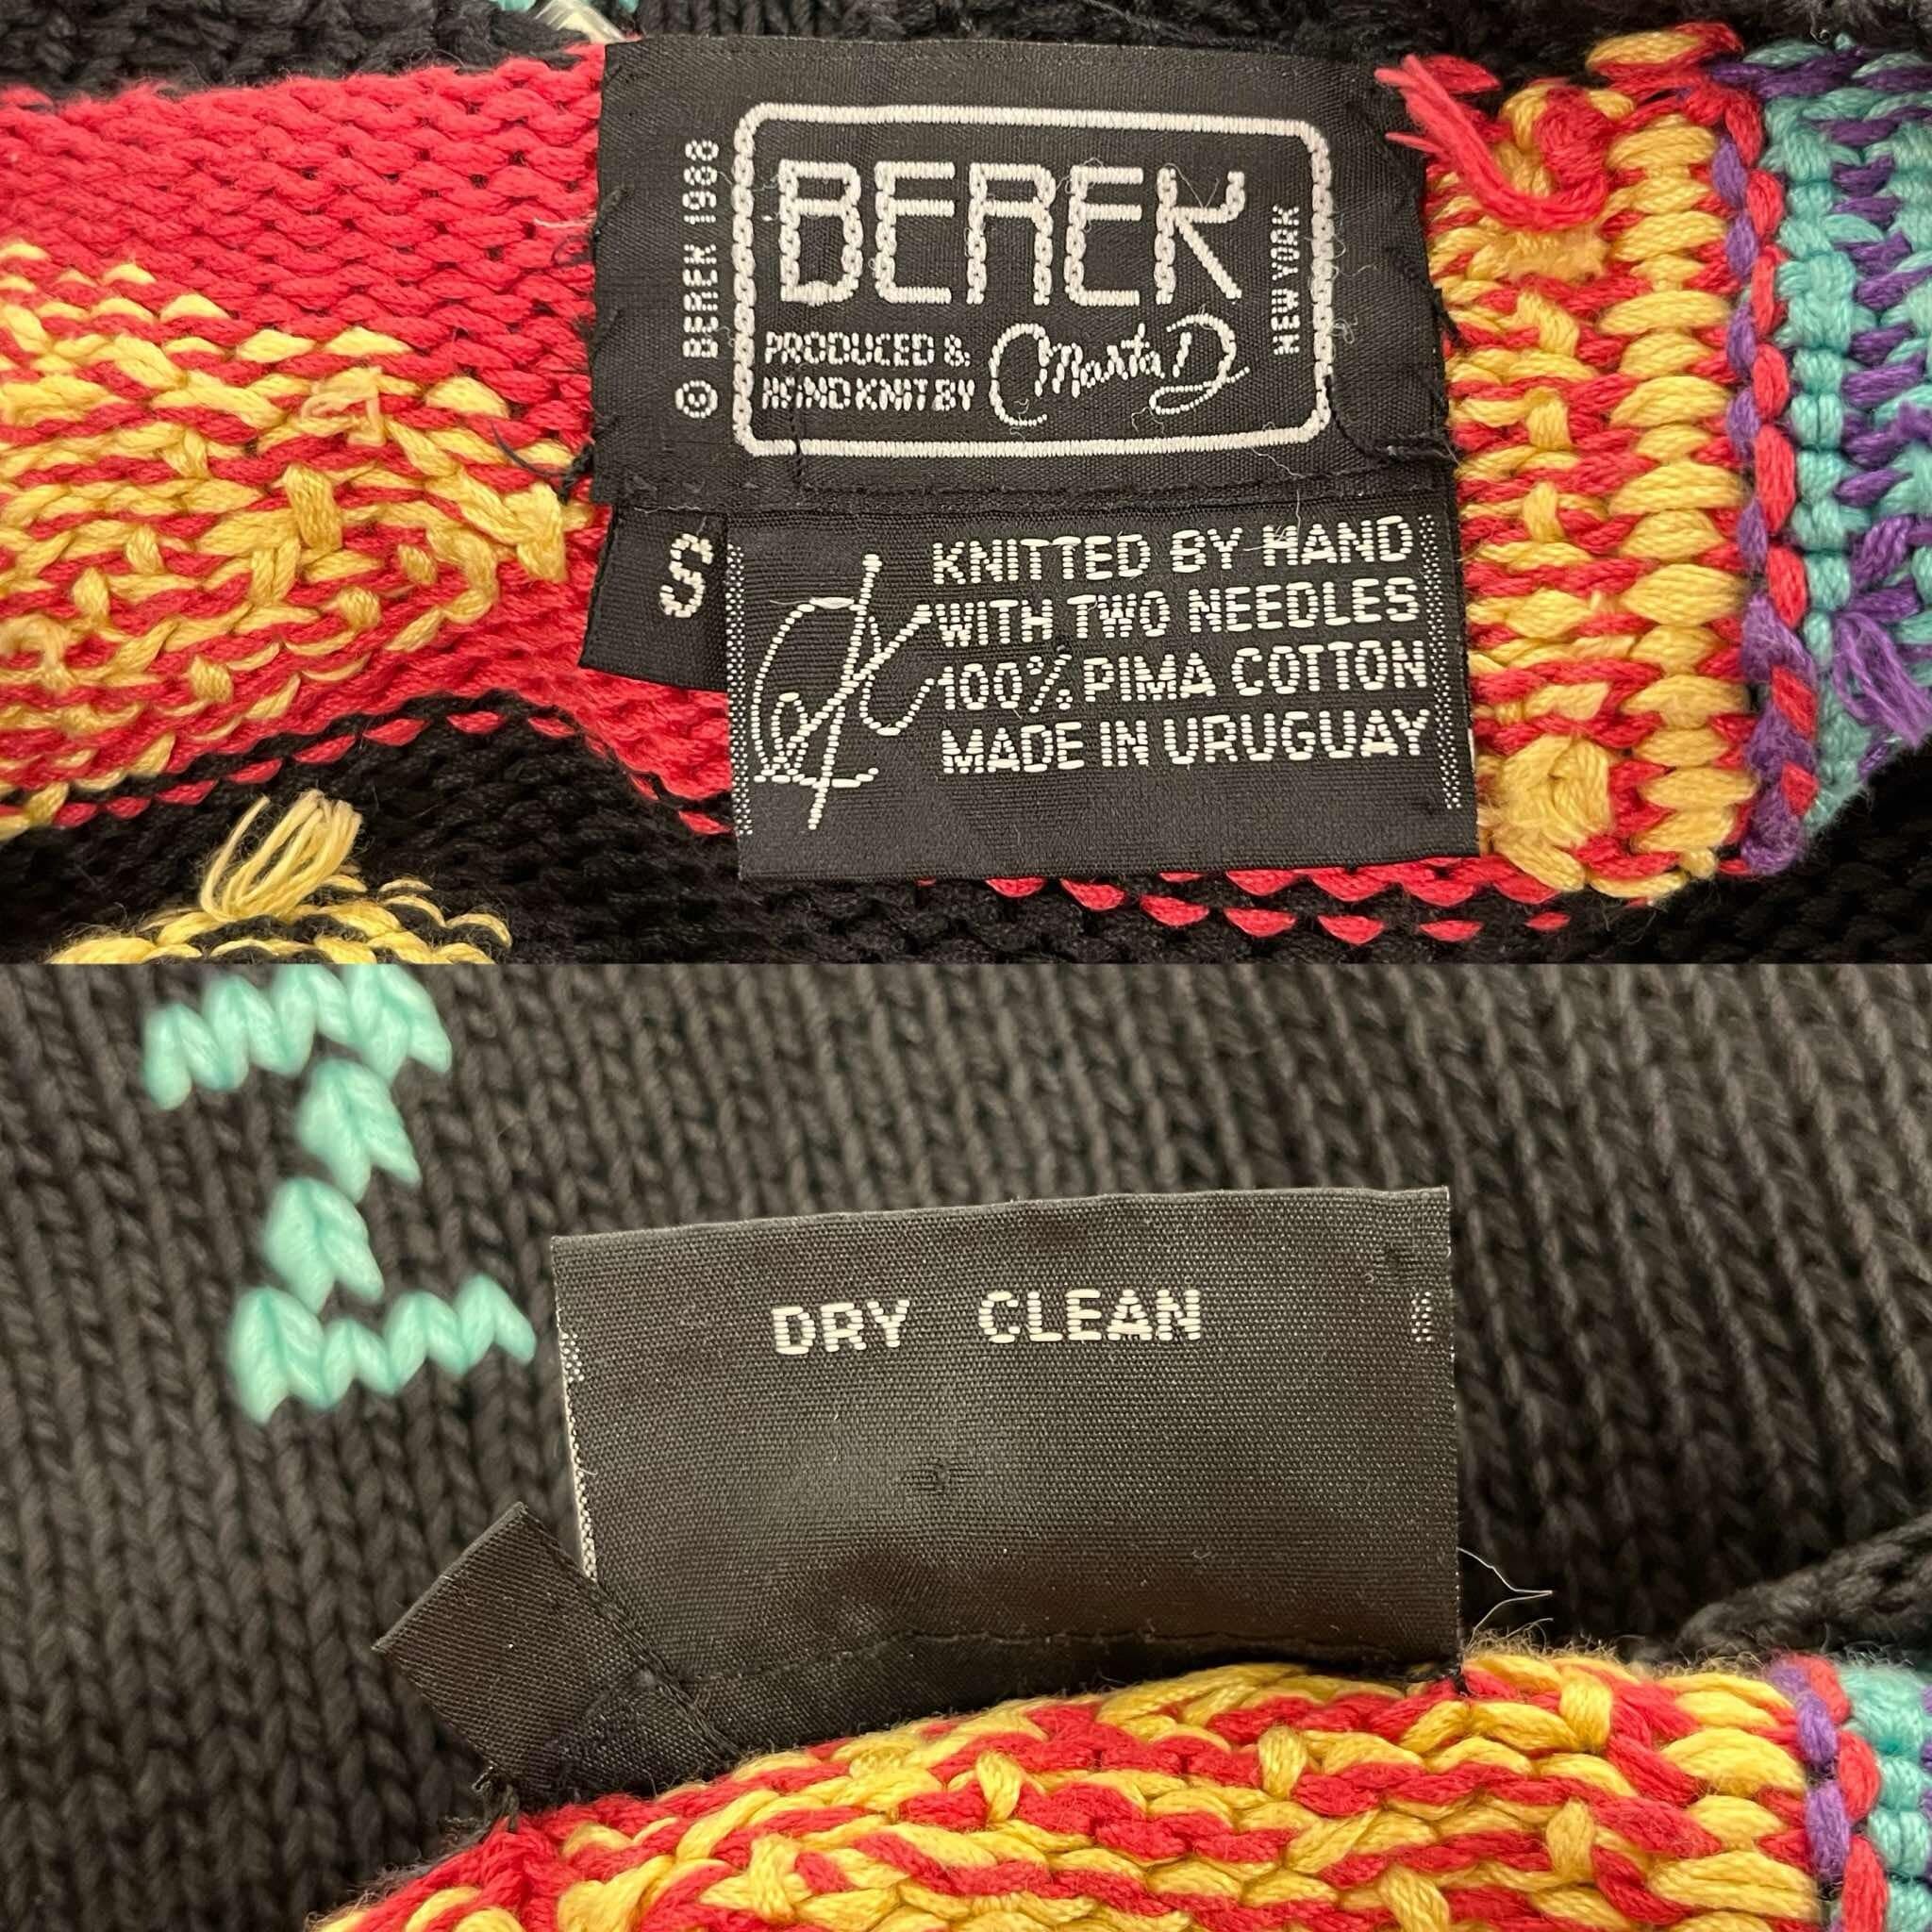 © BEREK 1988
BEREK
NEW YORK
PRODUCED &
HAND KNIT BY
Marta D
S
KNITTED BY HAND
WITH TWO NEEDLES
100% PIMA COTTON
MADE IN URUGUAY
DRY CLEAN